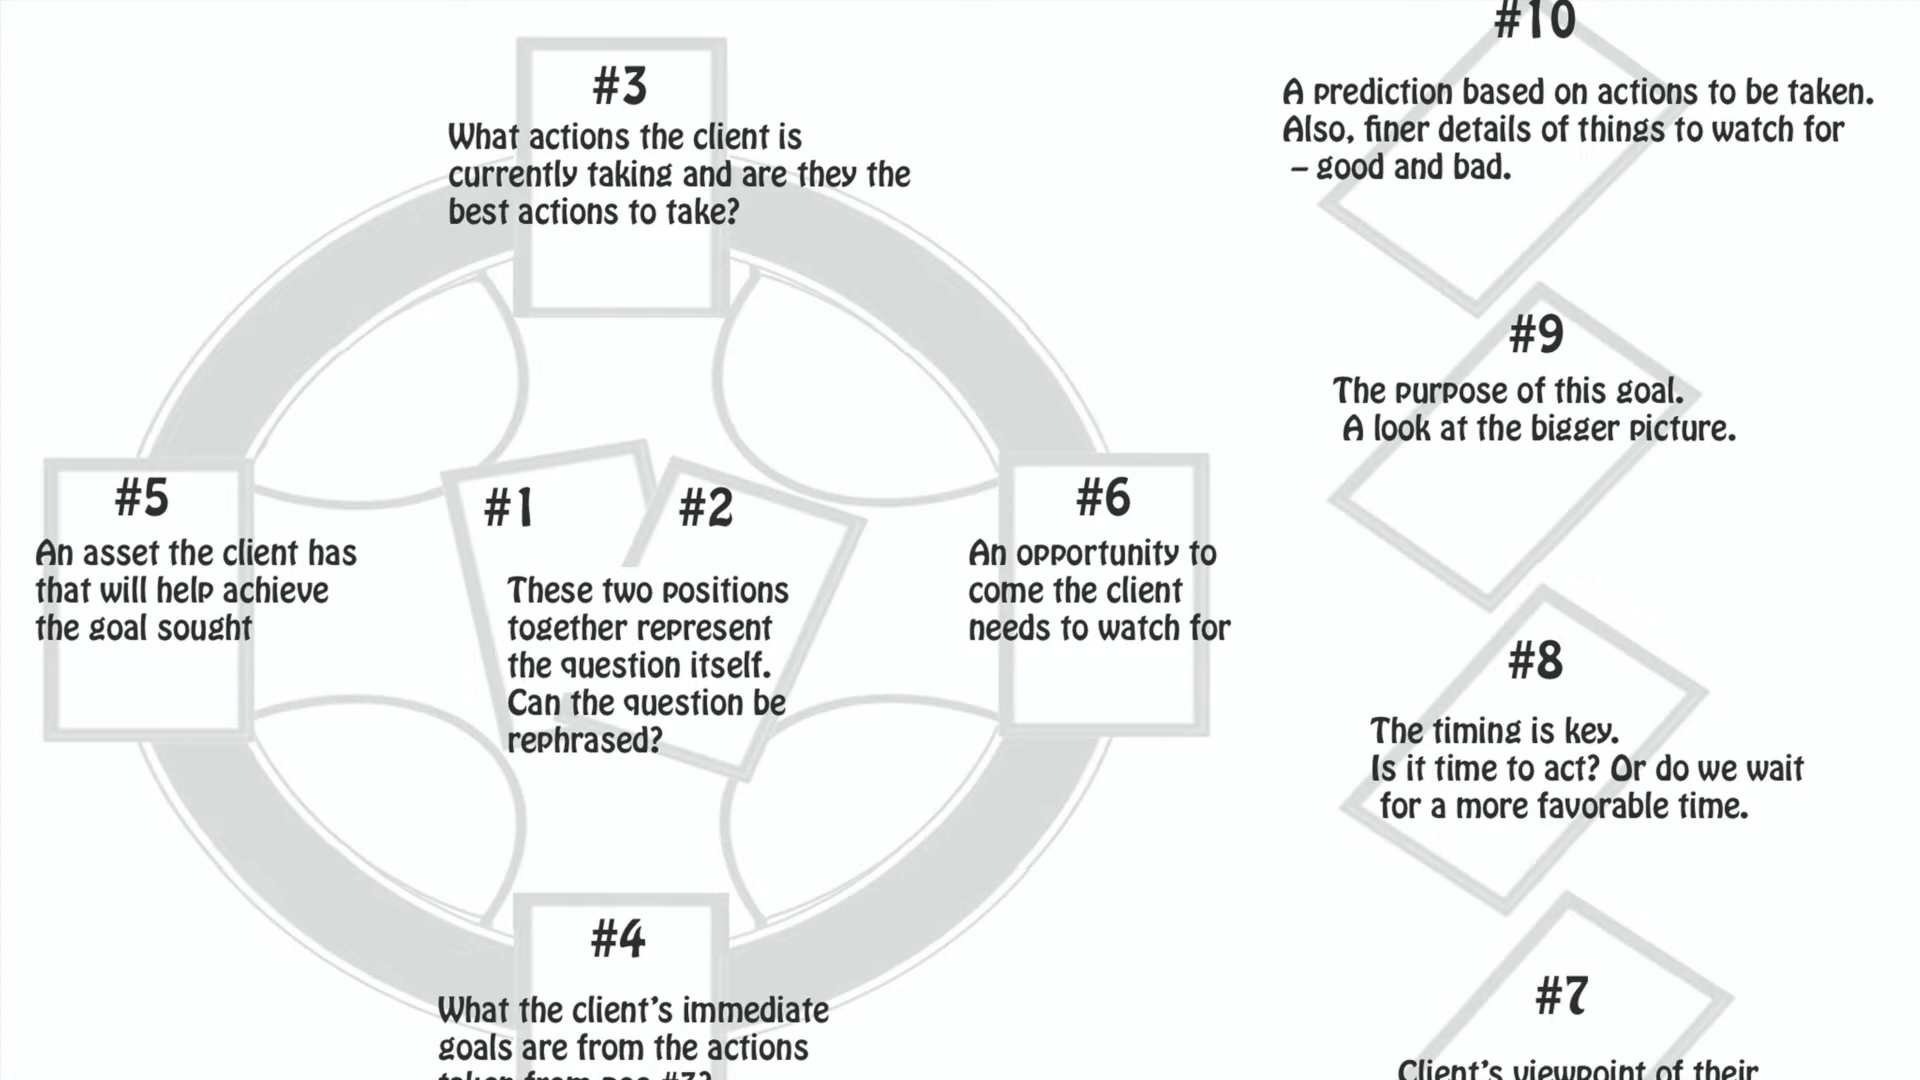 #3
What actions the client is
currently taking and are they the
best actions to take?
#5
An asset the client has
that will help achieve
the goal sought
#1
#2
These two positions
together represent
the question itself.
Can the question be
rephrased?
#6
An opportunity to
come the client
needs to watch for
#4
What the client's immediate
goals are from the actions
taken from pos #3?
#10
A prediction based on actions to be taken.
Also, finer details of things to watch for
– good and bad.
#9
The purpose of this goal.
A look at the bigger picture.
#8
The timing is key.
Is it time to act? Or do we wait
for a more favorable time.
#7
Client's viewpoint of their